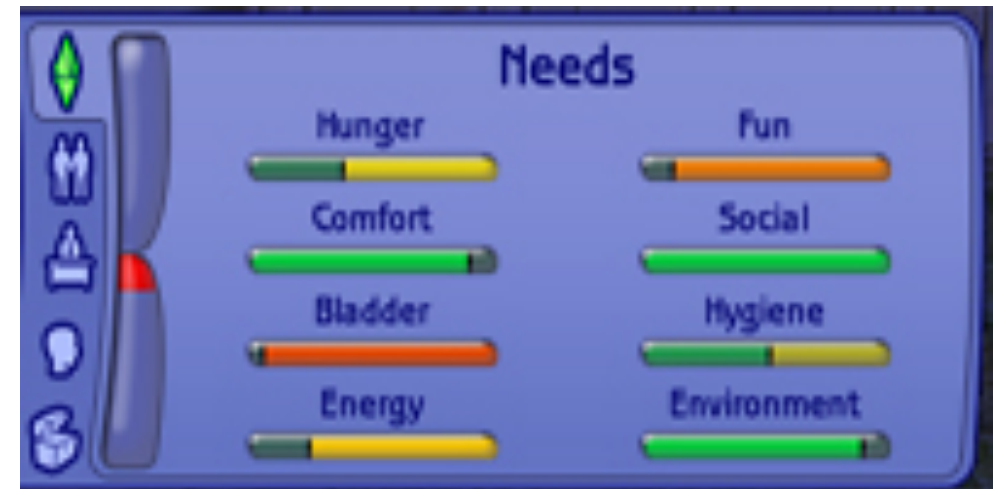 Needs
Hunger
Fun
Comfort
Social
Bladder
Hygiene
Energy
Environment